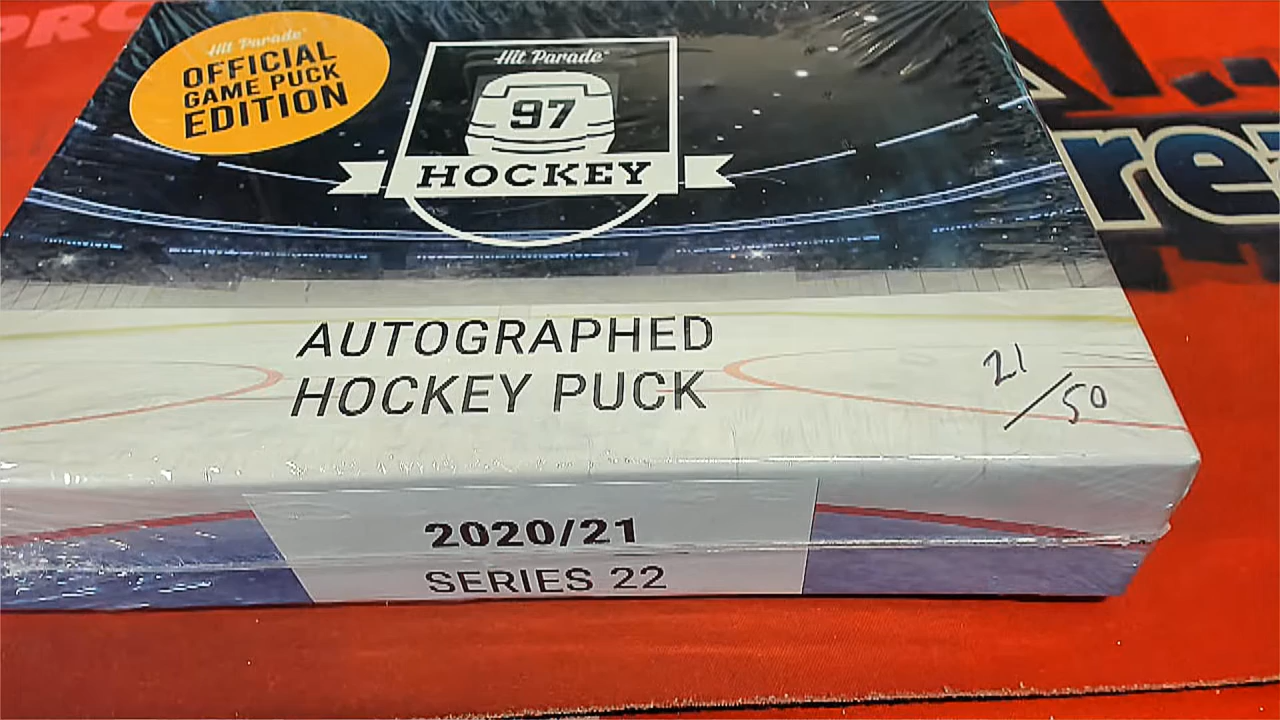 Hit Parade
OFFICIAL
GAME PUCK
EDITION
Hit Parade
97
HOCKEY
AUTOGRAPHED
HOCKEY PUCK
21
/50
2020/21
SERIES 22